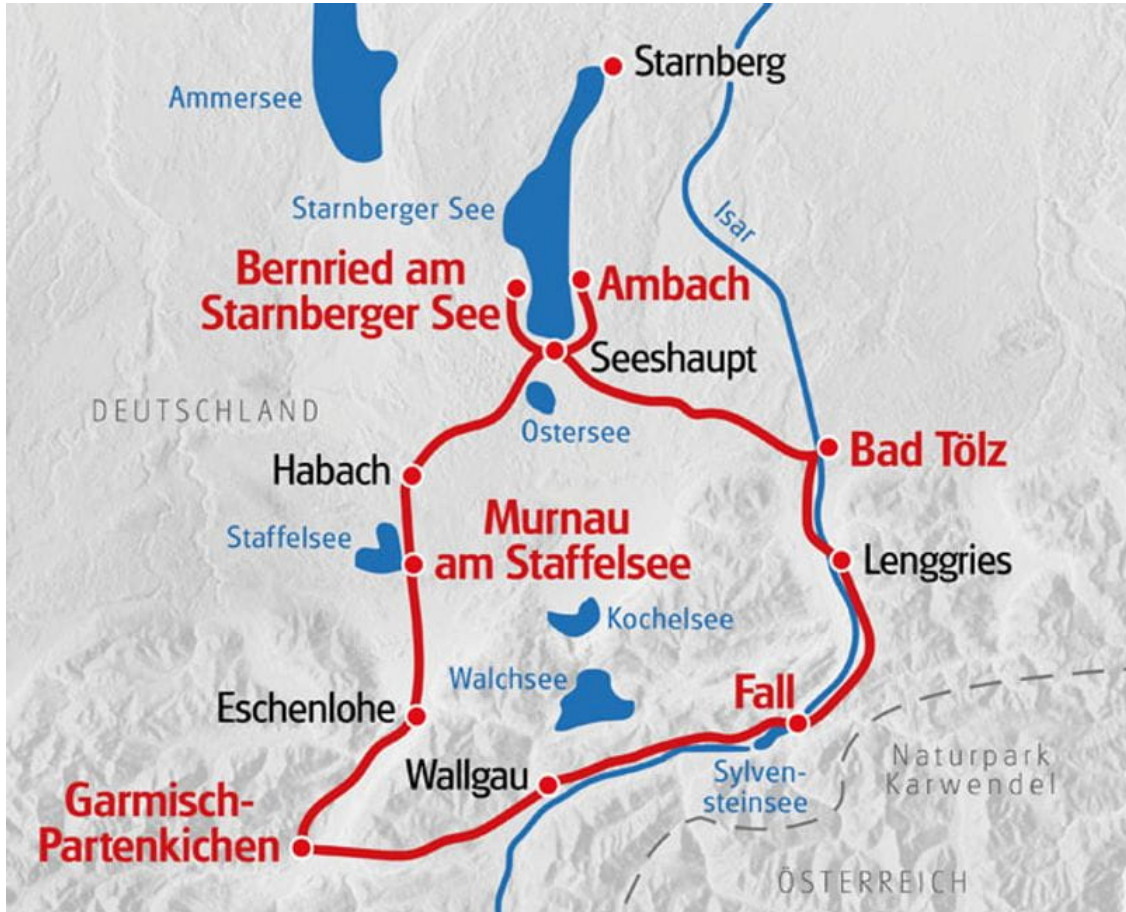 Starnberg
Ammersee
Starnberger See
Isar
Bernried am
Starnberger See
Ambach
Seeshaupt
DEUTSCHLAND
Ostersee
Bad Tölz
Habach
Murnau
am Staffelsee
Staffelsee
Lenggries
Kochelsee
Walchsee
Fall
Eschenlohe
Naturpark
Karwendel
Wallgau
Sylven-
steinsee
Garmisch-
Partenkichen
ÖSTERREICH